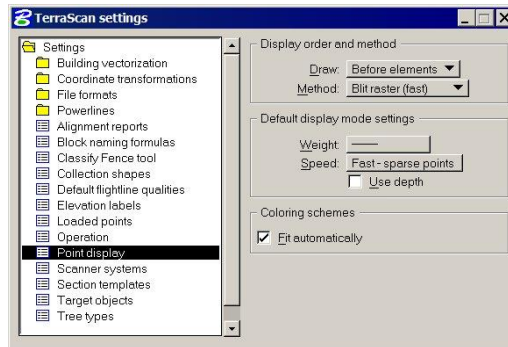 TerraScan settings
Settings
Building vectorization
Coordinate transformations
File formats
Powerlines
Alignment reports
Block naming formulas
Classify Fence tool
Collection shapes
Default flightline qualities
Elevation labels
Loaded points
Operation
Point display
Scanner systems
Section templates
Target objects
Tree types
Display order and method
Draw: Before elements
Method: Blit raster (fast)
Default display mode settings
Weight
Speed: Fast - sparse points
Use depth
Coloring schemes
Fit automatically